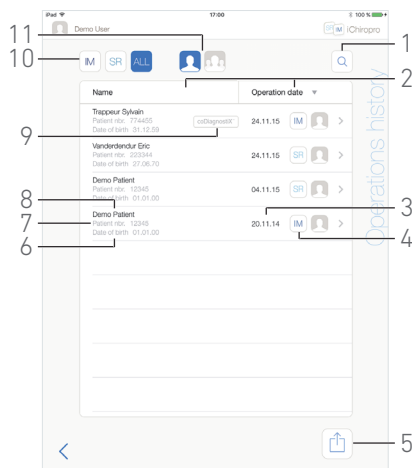 iPad 17:00 100 %
Demo User iChiropro
11
10 IM SR ALL 1
2
Name Operation date
Trappeur Sylvain
Patient nbr. 774455 coDiagnostiX 24.11.15 IM
Date of birth 31.12.59
9
Vanderdendur Eric
Patient nbr. 223344 24.11.15 SR
Date of birth 27.06.70
Demo Patient
Patient nbr. 12345 04.11.15 SR
Date of birth 01.01.00
8
Demo Patient 3
7 Patient nbr. 12345 20.11.14 IM
Date of birth 01.01.00 4
6
Operations history
5